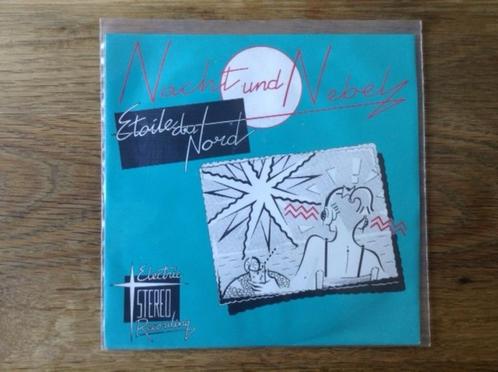 Nacht und Nebel
Etoile du
Nord
Electric
STEREO
Recording